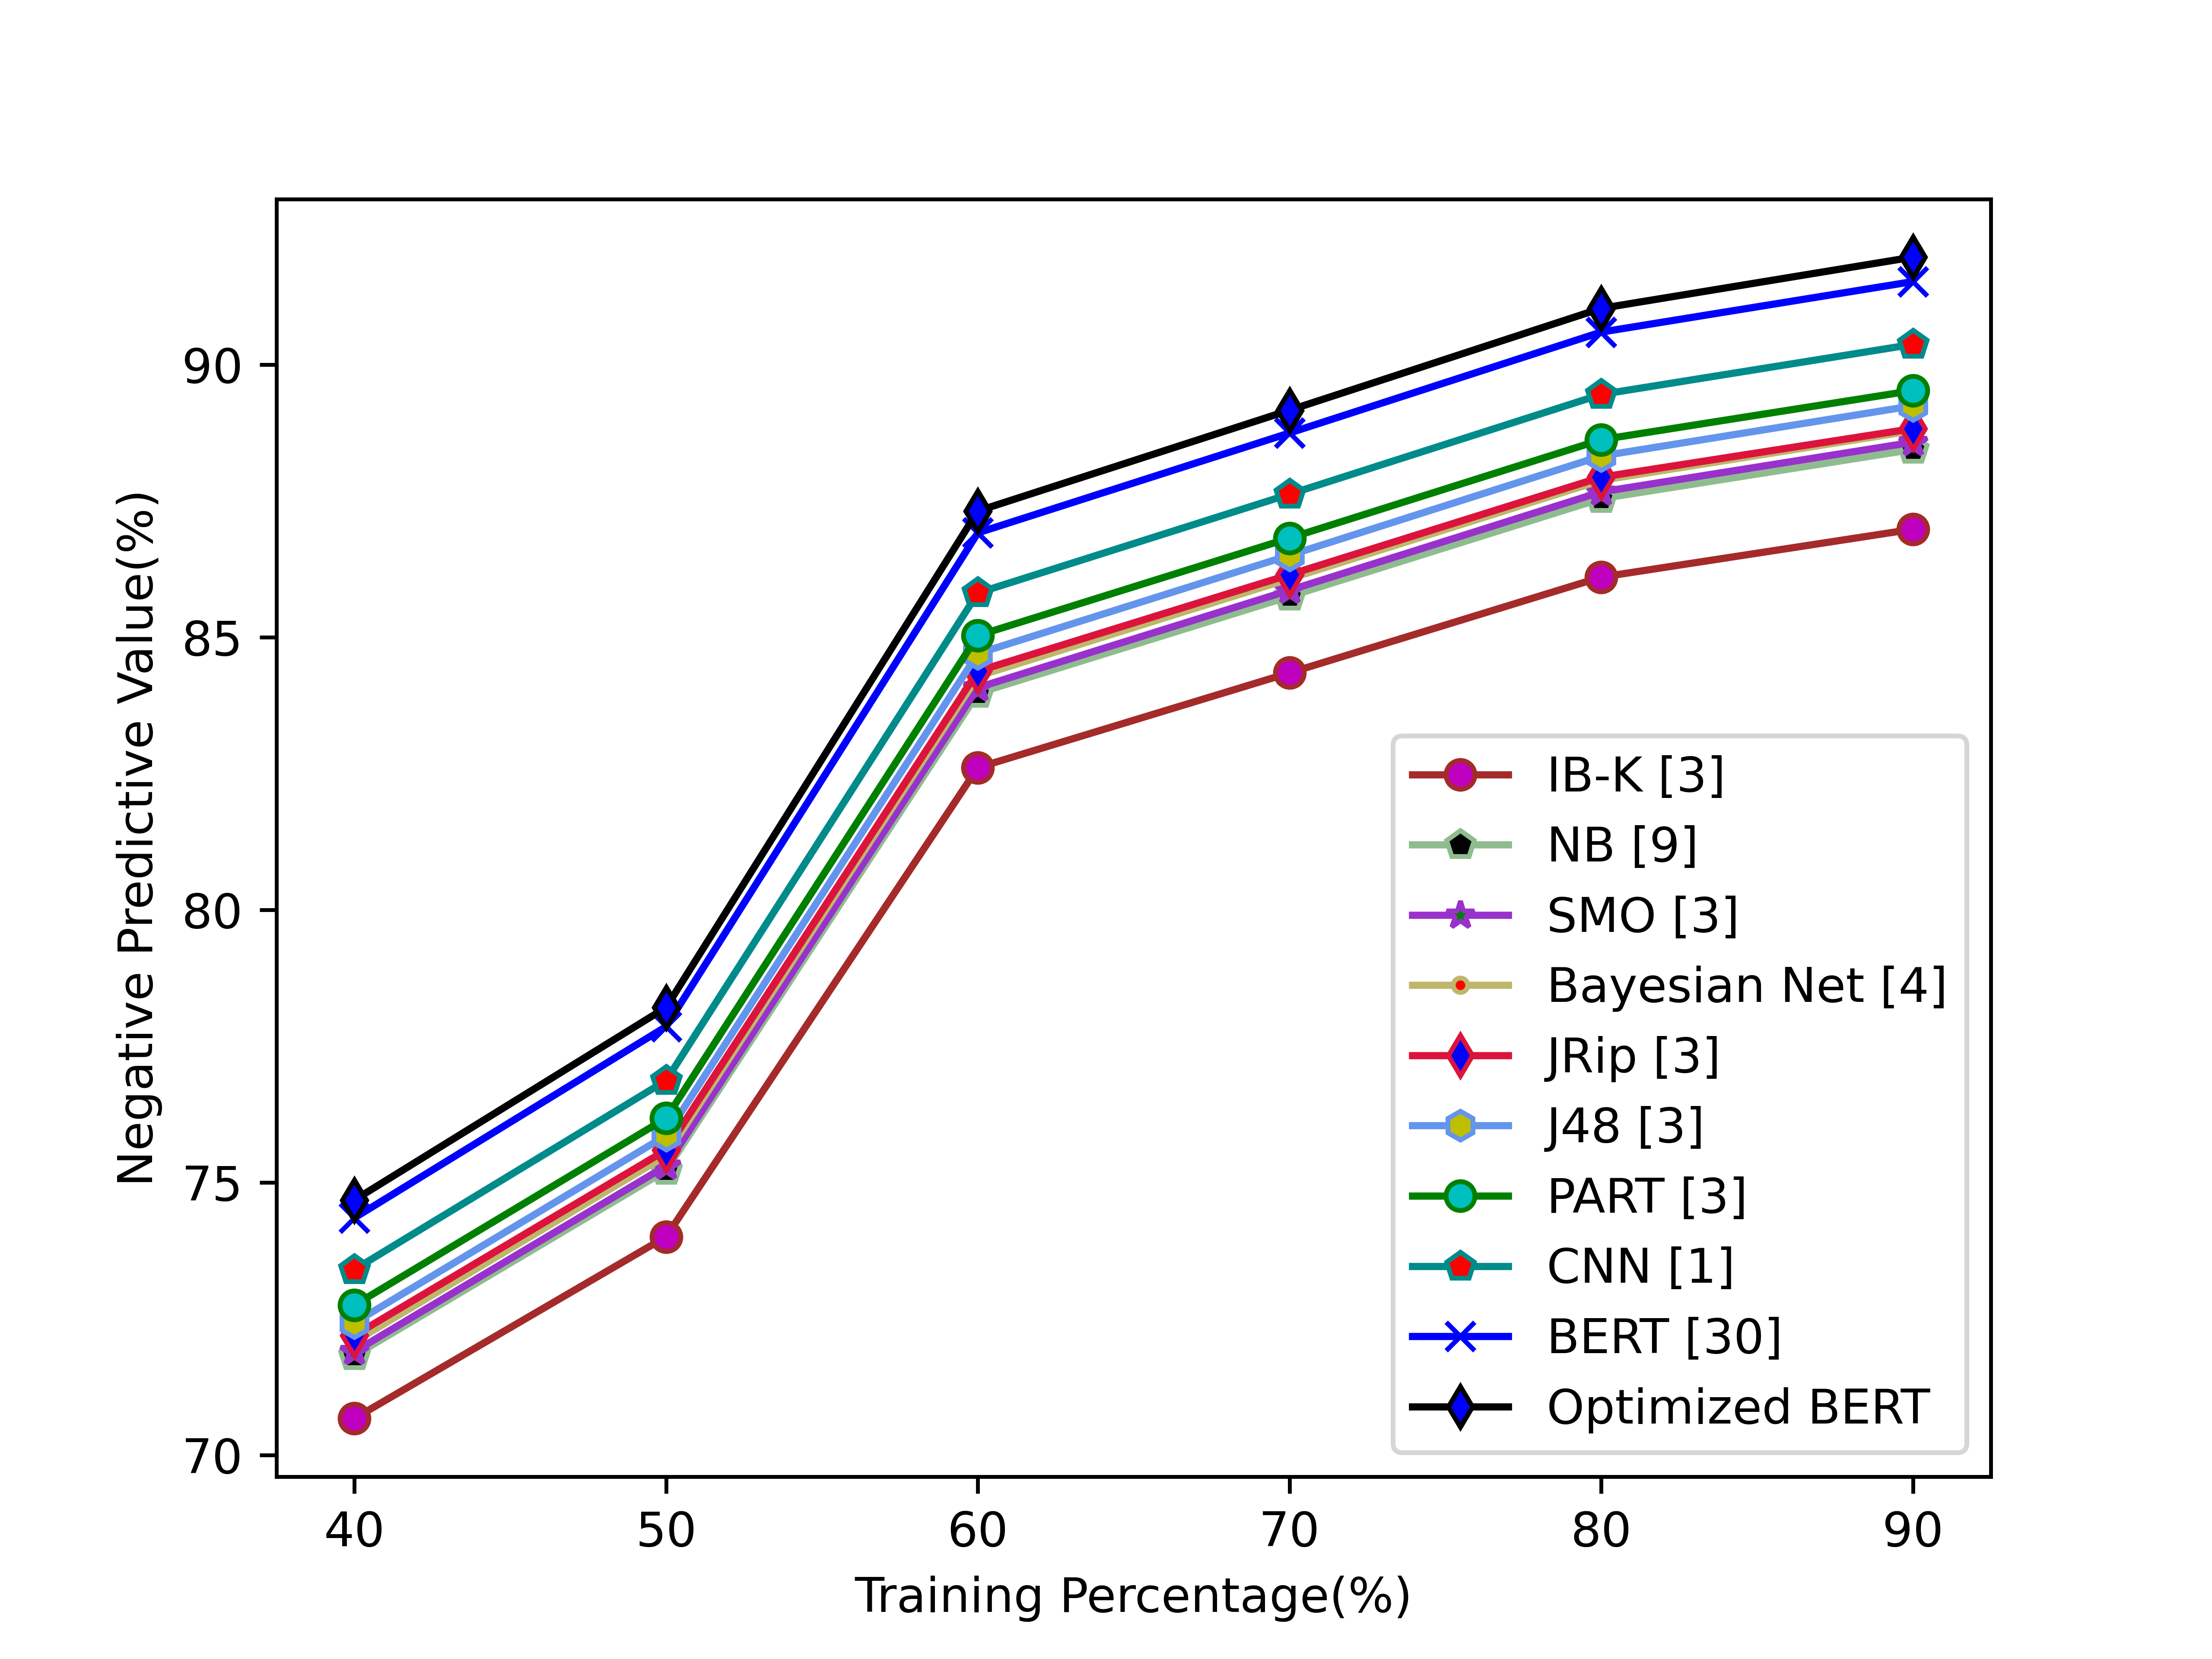 90
85
80
75
70
Negative Predictive Value(%)
IB-K [3]
NB [9]
SMO [3]
Bayesian Net [4]
JRip [3]
J48 [3]
PART [3]
CNN [1]
BERT [30]
Optimized BERT
40 50 60 70 80 90
Training Percentage(%)